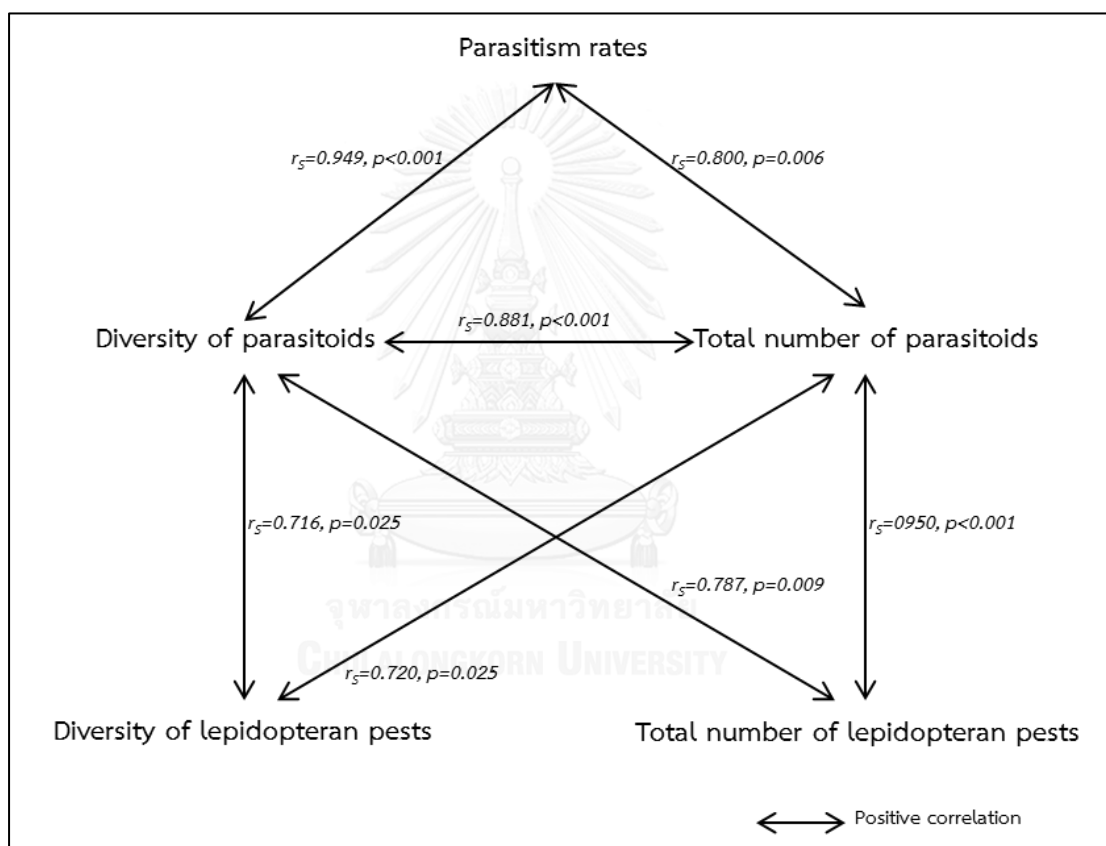 Parasitism rates
rS=0.949, p<0.001
rS=0.800, p=0.006
rS=0.881, p<0.001
Diversity of parasitoids
Total number of parasitoids
rS=0.716, p=0.025
rS=0950, p<0.001
rS=0.787, p=0.009
จุฬาลงกรณ์มหาวิทยาลัย
CHULALONGKORN UNIVERSITY
rS=0.720, p=0.025
Diversity of lepidopteran pests
Total number of lepidopteran pests
Positive correlation